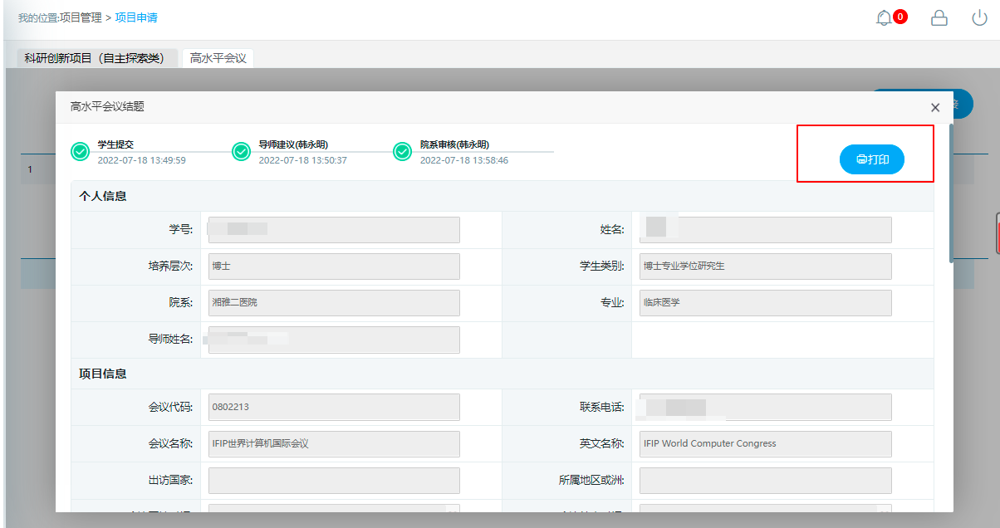 我的位置:项目管理 > 项目申请
0
科研创新项目（自主探索类） 高水平会议
高水平会议结题
学生提交 导师建议(韩永明) 院系审核(韩永明)
2022-07-18 13:49:59 2022-07-18 13:50:37 2022-07-18 13:58:46
打印
1
个人信息
学号: 姓名:
培养层次: 博士 学生类别: 博士专业学位研究生
院系: 湘雅二医院 专业: 临床医学
导师姓名:
项目信息
会议代码: 0802213 联系电话:
会议名称: IFIP世界计算机国际会议 英文名称: IFIP World Computer Congress
出访国家: 所属地区或洲: